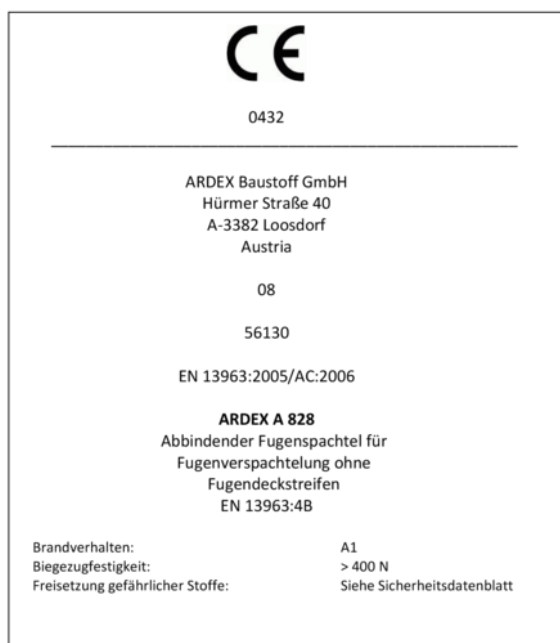 CE
0432
ARDEX Baustoff GmbH
Hürmer Straße 40
A-3382 Loosdorf
Austria
08
56130
EN 13963:2005/AC:2006
ARDEX A 828
Abbindender Fugenspachtel für
Fugenverspachtelung ohne
Fugendeckstreifen
EN 13963:4B
Brandverhalten: A1
Biegezugfestigkeit: > 400 N
Freisetzung gefährlicher Stoffe: Siehe Sicherheitsdatenblatt